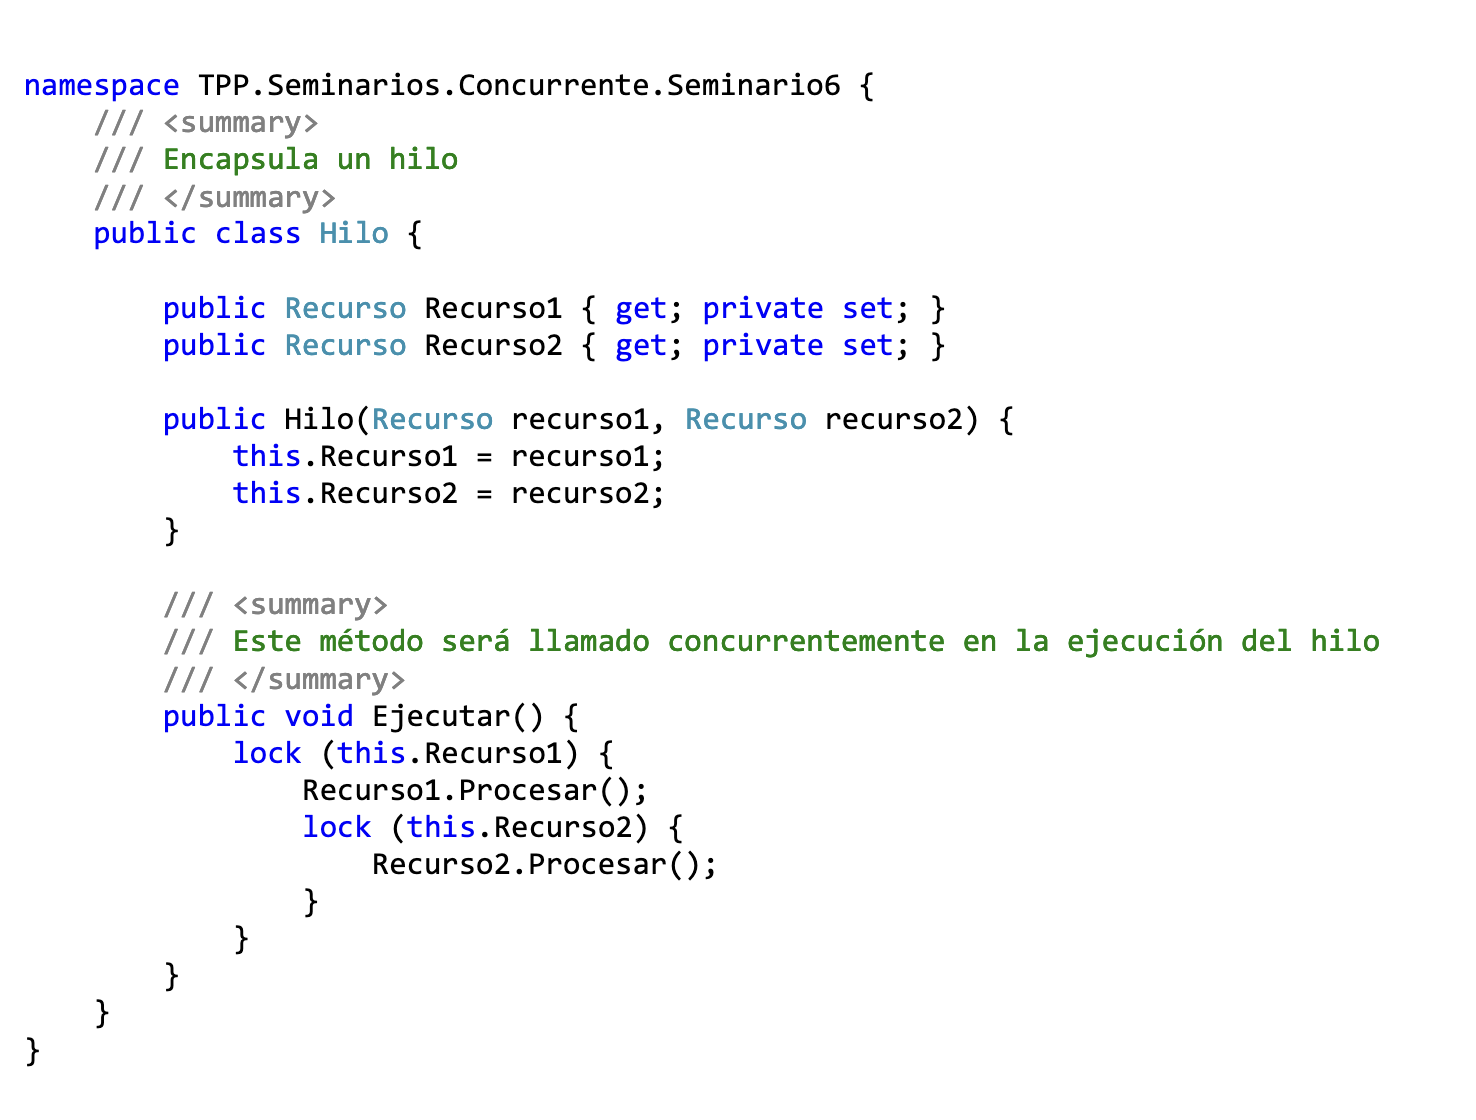 namespace TPP.Seminarios.Concurrente.Seminario6 {
    /// <summary>
    /// Encapsula un hilo
    /// </summary>
    public class Hilo {

        public Recurso Recurso1 { get; private set; }
        public Recurso Recurso2 { get; private set; }

        public Hilo(Recurso recurso1, Recurso recurso2) {
            this.Recurso1 = recurso1;
            this.Recurso2 = recurso2;
        }

        /// <summary>
        /// Este método será llamado concurrentemente en la ejecución del hilo
        /// </summary>
        public void Ejecutar() {
            lock (this.Recurso1) {
                Recurso1.Procesar();
                lock (this.Recurso2) {
                    Recurso2.Procesar();
                }
            }
        }
    }
}